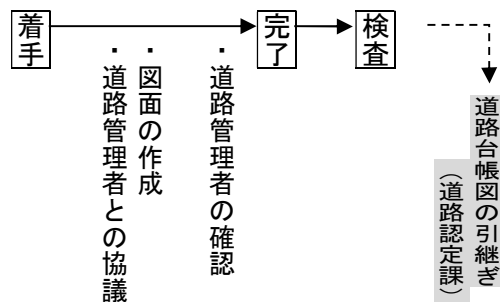 着手
・道路管理者との協議
・図面の作成
・道路管理者の確認
完了
検査
道路台帳図の引継ぎ
（道路認定課）